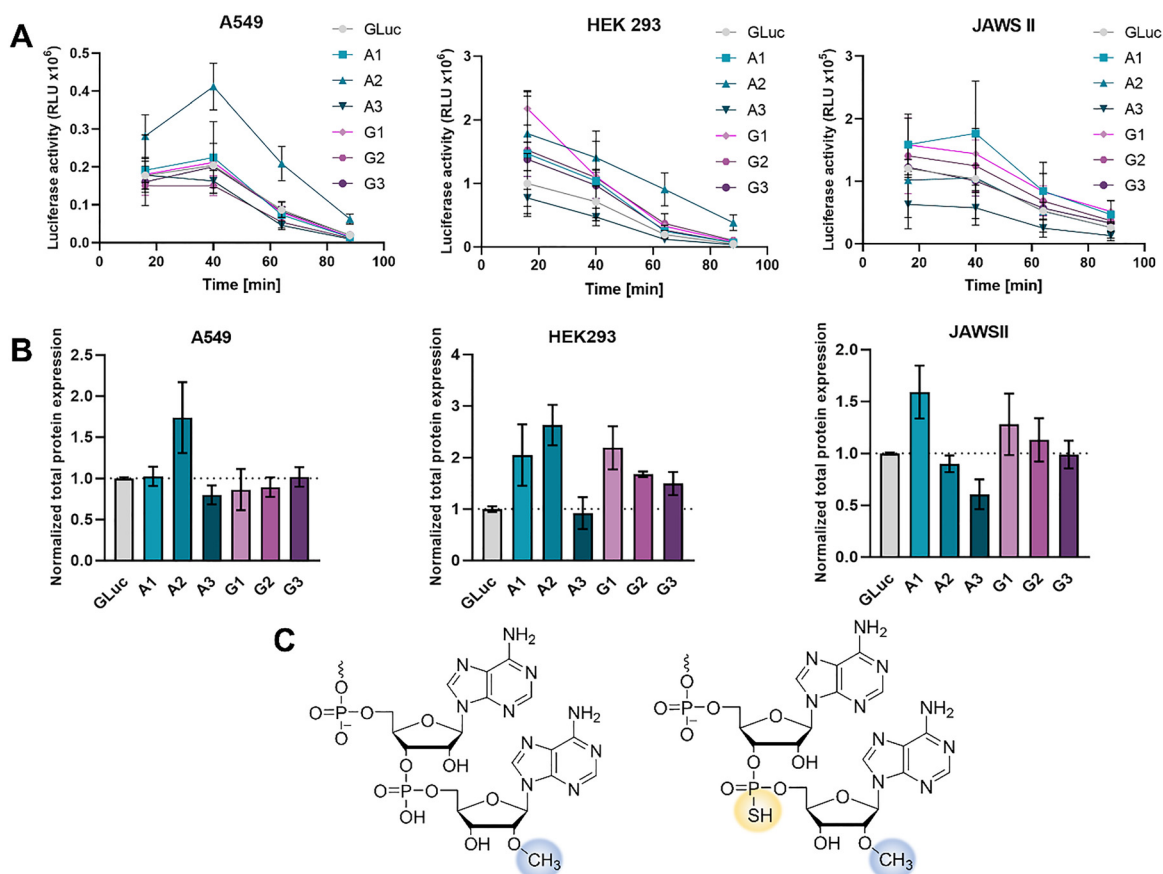 A
A549
Luciferase activity (RLU x10⁶)
0.5
0.4
0.3
0.2
0.1
0.0
0 20 40 60 80 100
Time [min]
GLuc
A1
A2
A3
G1
G2
G3
HEK 293
Luciferase activity (RLU x10⁶)
3
2
1
0
0 20 40 60 80 100
Time [min]
GLuc
A1
A2
A3
G1
G2
G3
JAWS II
Luciferase activity (RLU x10⁵)
3
2
1
0
0 20 40 60 80 100
Time [min]
GLuc
A1
A2
A3
G1
G2
G3
B
A549
Normalized total protein expression
2.5
2.0
1.5
1.0
0.5
0.0
GLuc A1 A2 A3 G1 G2 G3
HEK293
Normalized total protein expression
4
3
2
1
0
GLuc A1 A2 A3 G1 G2 G3
JAWSII
Normalized total protein expression
2.0
1.5
1.0
0.5
0.0
GLuc A1 A2 A3 G1 G2 G3
C
NH₂
N N
O
O=P–O O N N
O⁻
NH₂
O OH N N
O=P–O O N N
OH
OH O
CH₃
NH₂
N N
O
O=P–O O N N
O⁻
NH₂
O OH N N
O=P–O O N N
SH
OH O
CH₃